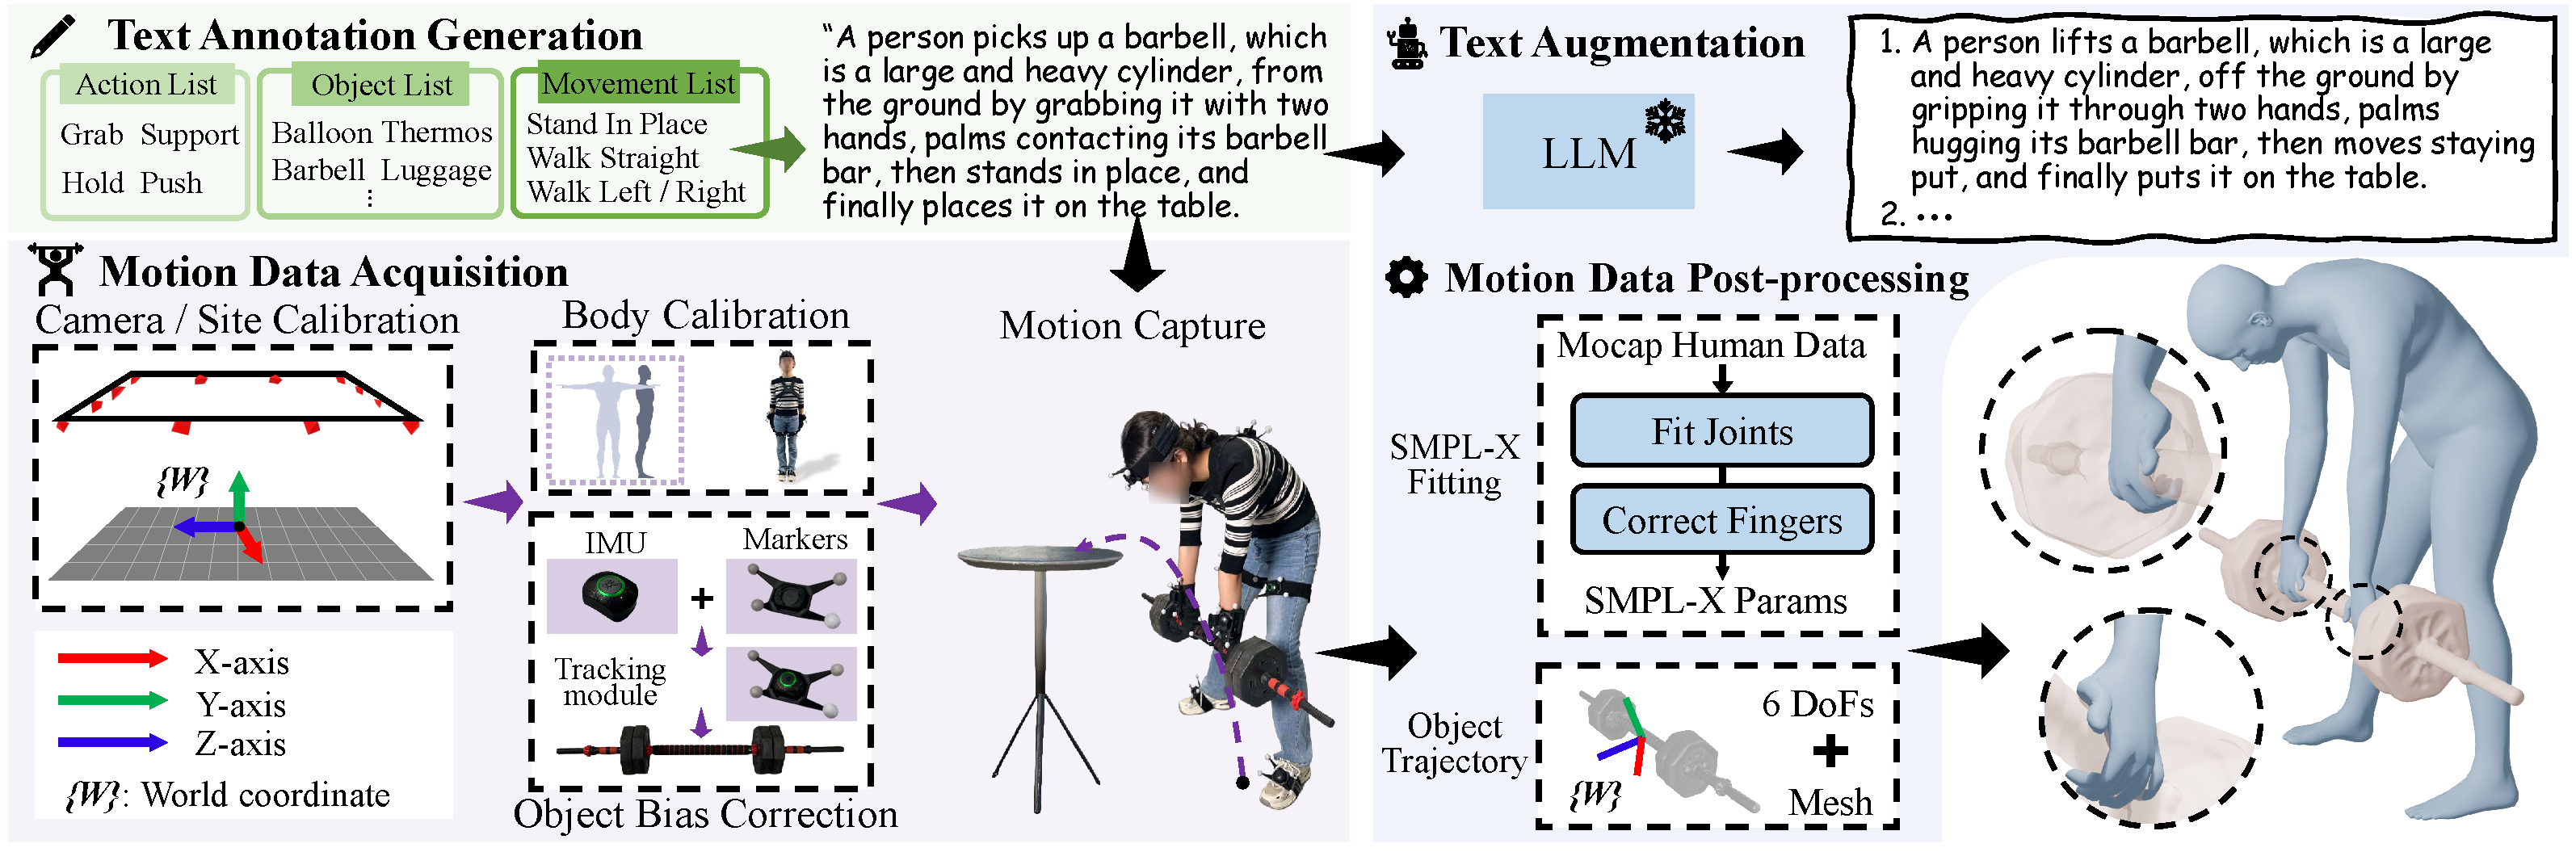 Text Annotation Generation
Action List
Grab Support
Hold Push
Object List
Balloon Thermos
Barbell Luggage
⋮
Movement List
Stand In Place
Walk Straight
Walk Left / Right
“A person picks up a barbell, which
is a large and heavy cylinder, from
the ground by grabbing it with two
hands, palms contacting its barbell
bar, then stands in place, and
finally places it on the table.
Text Augmentation
LLM
1. A person lifts a barbell, which is a large
and heavy cylinder, off the ground by
gripping it through two hands, palms
hugging its barbell bar, then moves staying
put, and finally puts it on the table.
2. •••
Motion Data Acquisition
Camera / Site Calibration
{W}
X-axis
Y-axis
Z-axis
{W}: World coordinate
Body Calibration
IMU
+
Markers
Tracking
module
Object Bias Correction
Motion Capture
Motion Data Post-processing
SMPL-X
Fitting
Mocap Human Data
Fit Joints
Correct Fingers
SMPL-X Params
Object
Trajectory
{W}
6 DoFs
+
Mesh